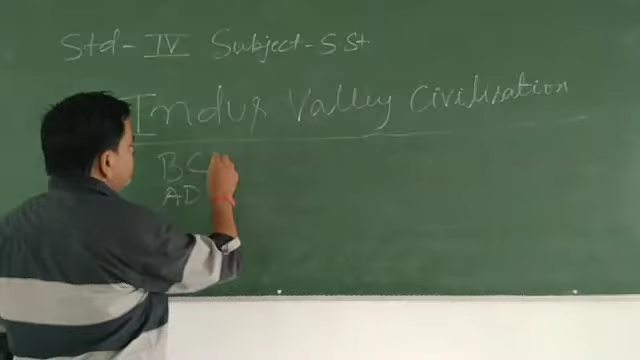 Std- IV Subject- S St
Indus Valley Civilisation
BC
AD